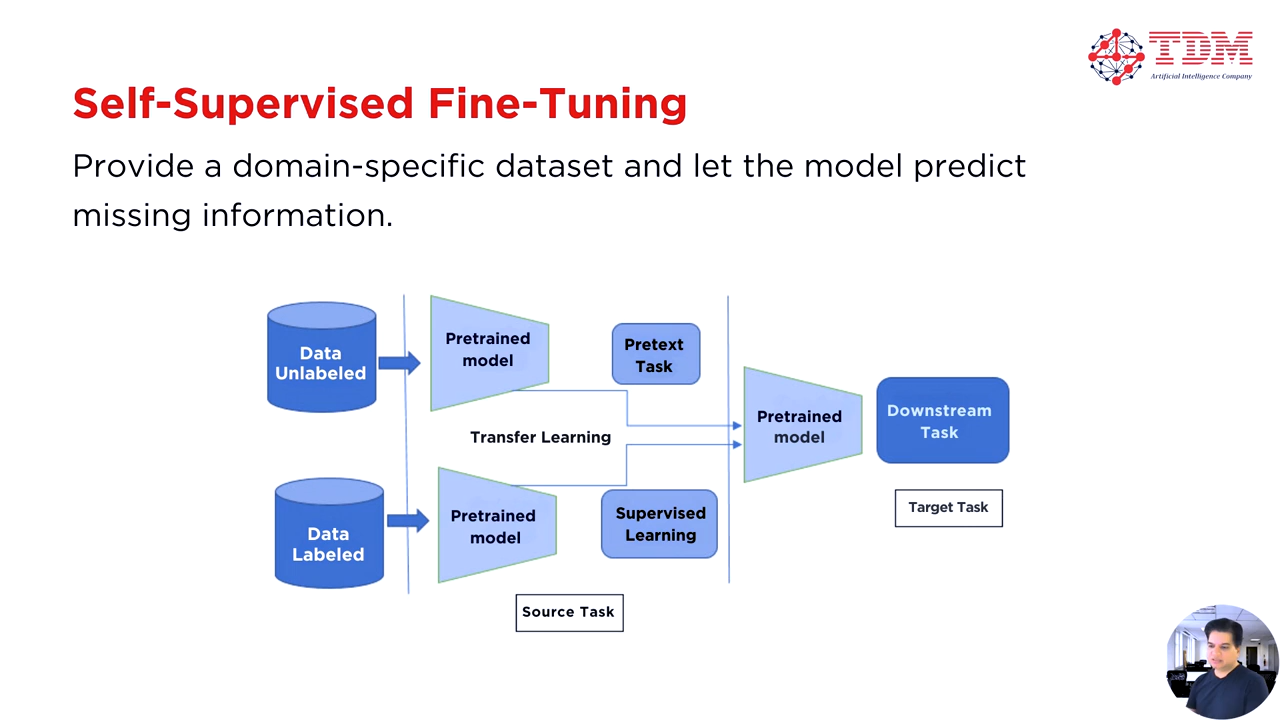 TDM
Artificial Intelligence Company
Self-Supervised Fine-Tuning
Provide a domain-specific dataset and let the model predict
missing information.
Data
Unlabeled
Pretrained
model
Pretext
Task
Transfer Learning
Data
Labeled
Pretrained
model
Supervised
Learning
Source Task
Pretrained
model
Downstream
Task
Target Task